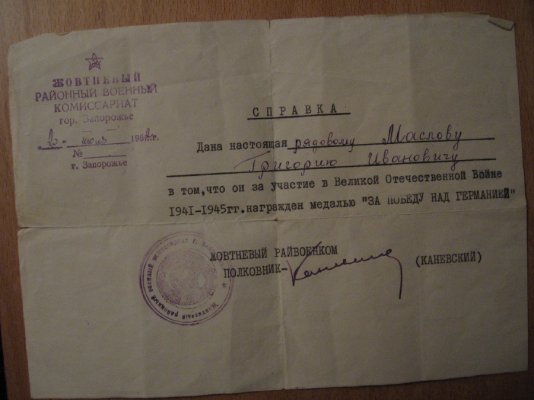 ЖОВТНЕВЫЙ
РАЙОННЫЙ ВОЕННЫЙ
КОМИССАРИАТ
гор. Запорожье
№
г. Запорожье
СПРАВКА
Дана настоящая рядовому Маслову
Григорию Ивановичу
в том,что он за участие в Великой Отечественной Войне
1941-1945гг.награжден медалью "ЗА ПОБЕДУ НАД ГЕРМАНИЕЙ"
ЖОВТНЕВЫЙ РАЙВОЕНКОМ
ПОЛКОВНИК-
(КАНЕВСКИЙ)